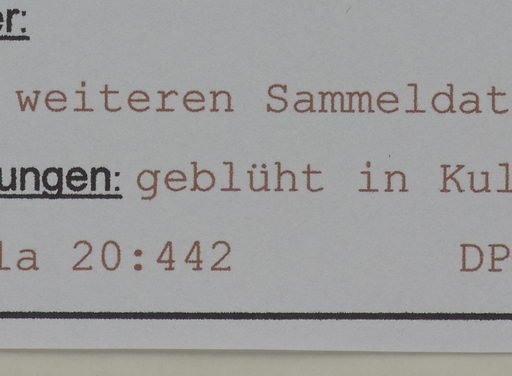 er:
weiteren Sammeldat
ungen: geblüht in Kul
la 20:442 DP